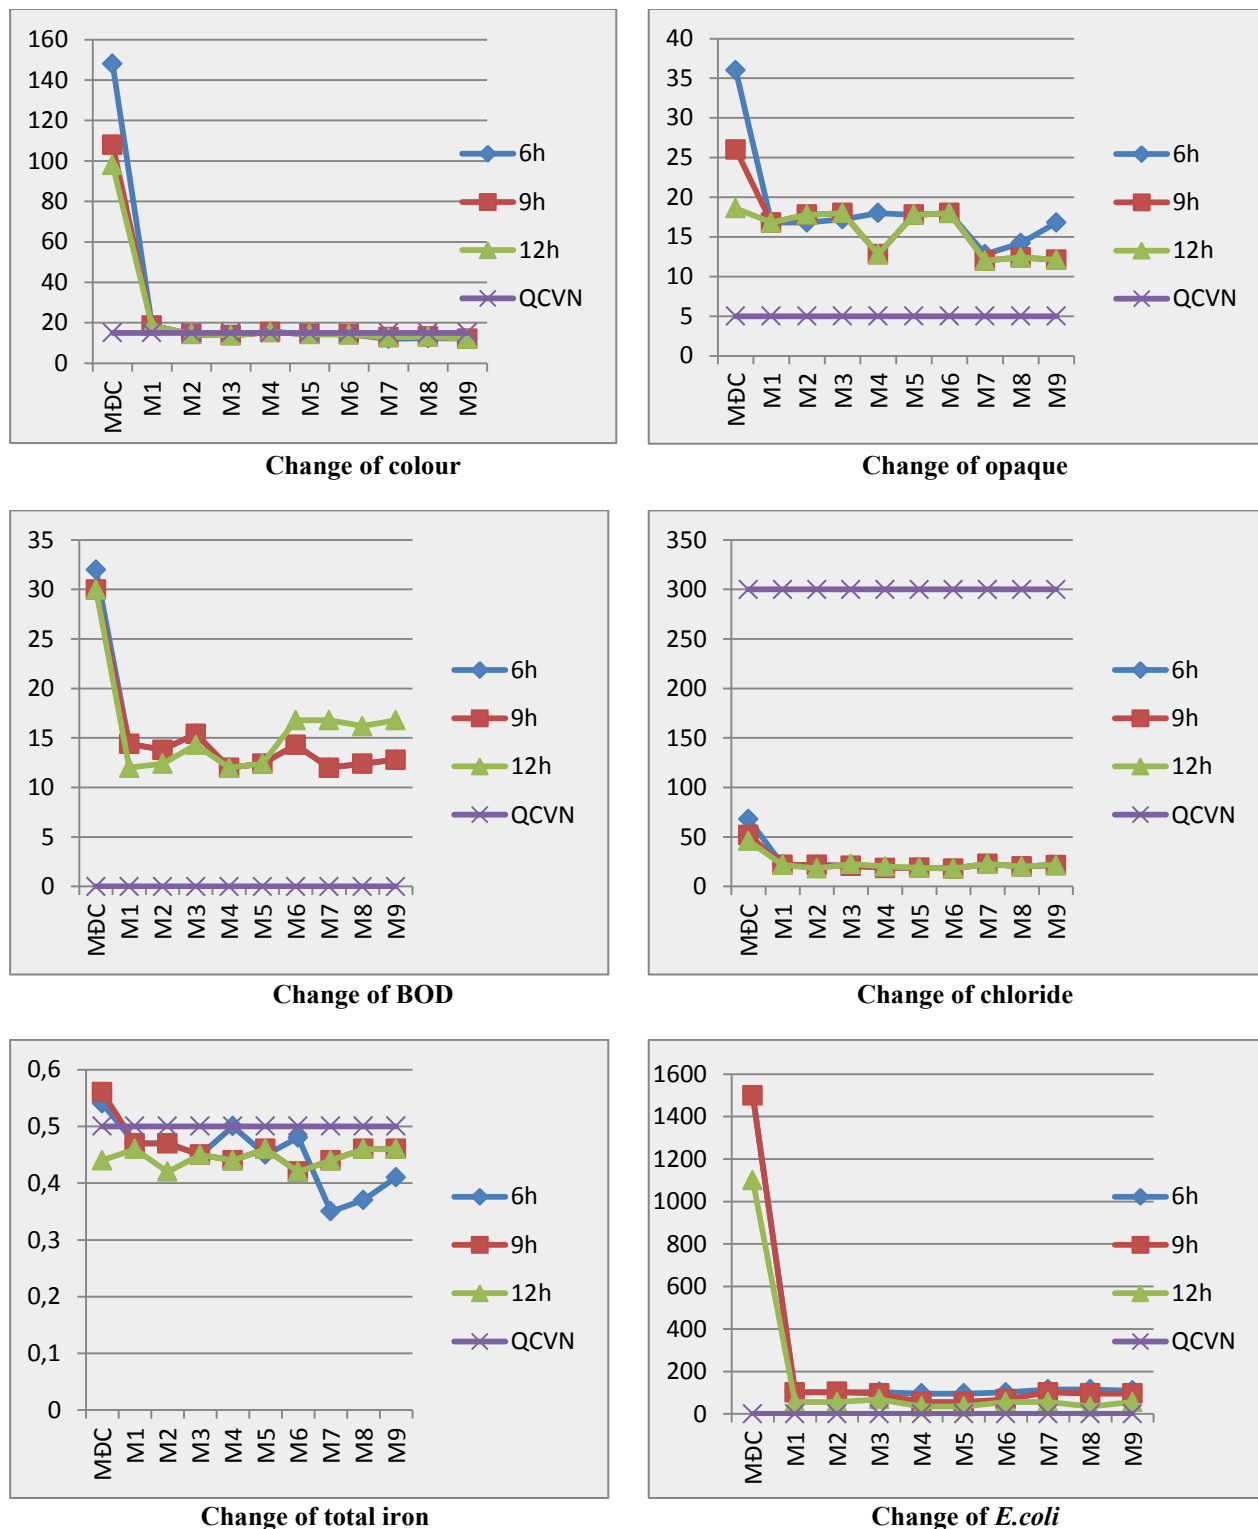 160
140
120
100
80
60
40
20
0
MĐC M1 M2 M3 M4 M5 M6 M7 M8 M9
6h
9h
12h
QCVN
Change of colour
40
35
30
25
20
15
10
5
0
MĐC M1 M2 M3 M4 M5 M6 M7 M8 M9
6h
9h
12h
QCVN
Change of opaque
35
30
25
20
15
10
5
0
MĐC M1 M2 M3 M4 M5 M6 M7 M8 M9
6h
9h
12h
QCVN
Change of BOD
350
300
250
200
150
100
50
0
MĐC M1 M2 M3 M4 M5 M6 M7 M8 M9
6h
9h
12h
QCVN
Change of chloride
0,6
0,5
0,4
0,3
0,2
0,1
0
MĐC M1 M2 M3 M4 M5 M6 M7 M8 M9
6h
9h
12h
QCVN
Change of total iron
1600
1400
1200
1000
800
600
400
200
0
MĐC M1 M2 M3 M4 M5 M6 M7 M8 M9
6h
9h
12h
QCVN
Change of E.coli